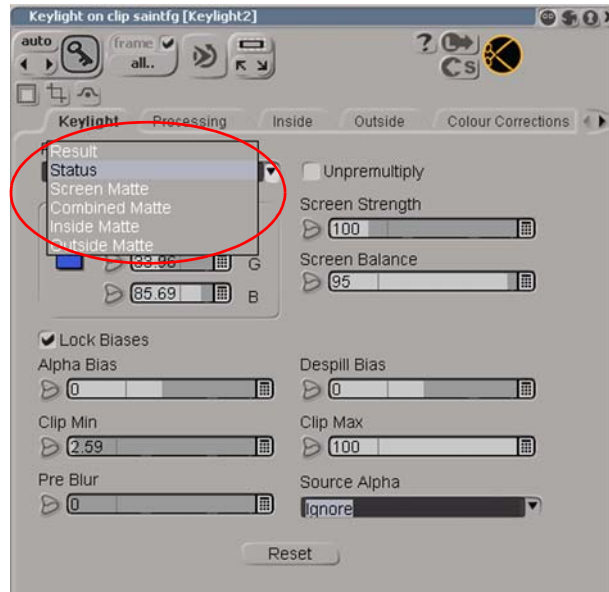 Keylight on clip saintfg [Keylight2]
auto
frame
all..
?
Cs
Keylight Processing Inside Outside Colour Corrections
Result
Status
Screen Matte
Combined Matte
Inside Matte
Outside Matte
Unpremultiply
Screen Strength
100
Screen Balance
95
33.96 G
85.69 B
Lock Biases
Alpha Bias
0
Despill Bias
0
Clip Min
2.59
Clip Max
100
Pre Blur
0
Source Alpha
Ignore
Reset